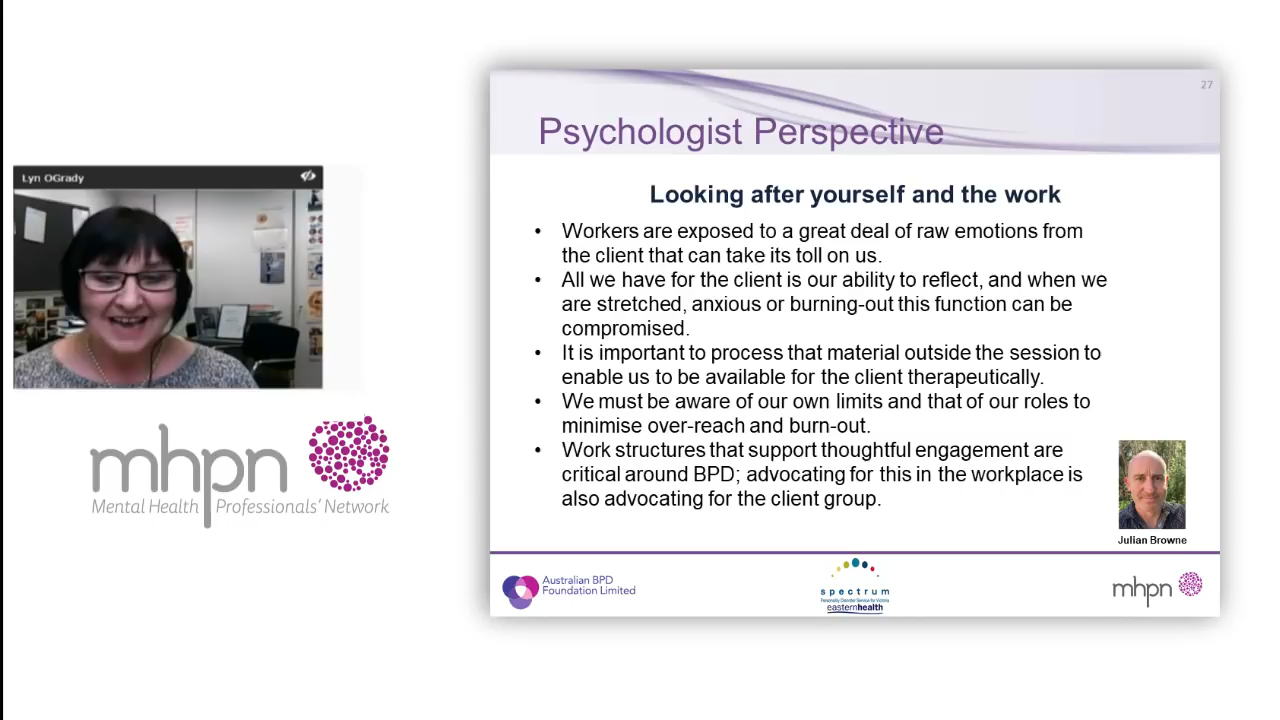 Lyn OGrady
mhpn
Mental Health Professionals' Network
27
Psychologist Perspective
Looking after yourself and the work
• Workers are exposed to a great deal of raw emotions from
the client that can take its toll on us.
• All we have for the client is our ability to reflect, and when we
are stretched, anxious or burning-out this function can be
compromised.
• It is important to process that material outside the session to
enable us to be available for the client therapeutically.
• We must be aware of our own limits and that of our roles to
minimise over-reach and burn-out.
• Work structures that support thoughtful engagement are
critical around BPD; advocating for this in the workplace is
also advocating for the client group.
Julian Browne
Australian BPD
Foundation Limited
spectrum
Personality Disorder Service for Victoria
easternhealth
mhpn